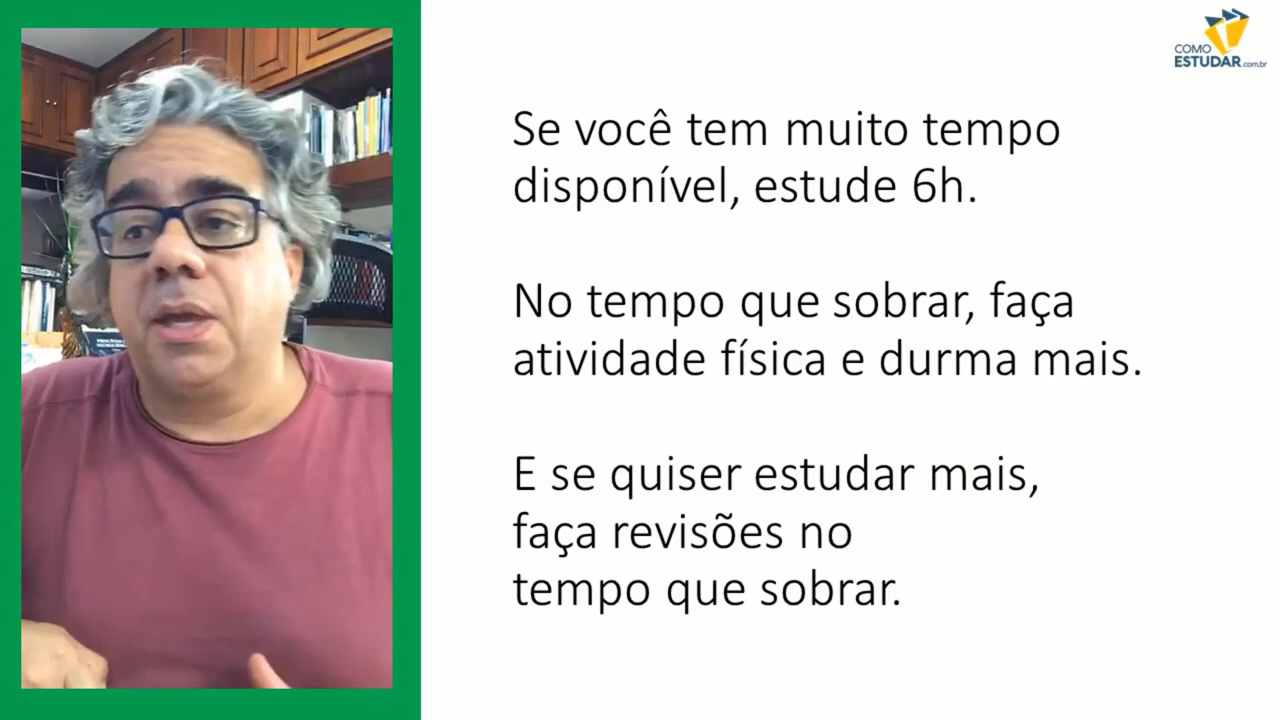 COMO
ESTUDAR.com.br
Se você tem muito tempo
disponível, estude 6h.
No tempo que sobrar, faça
atividade física e durma mais.
E se quiser estudar mais,
faça revisões no
tempo que sobrar.